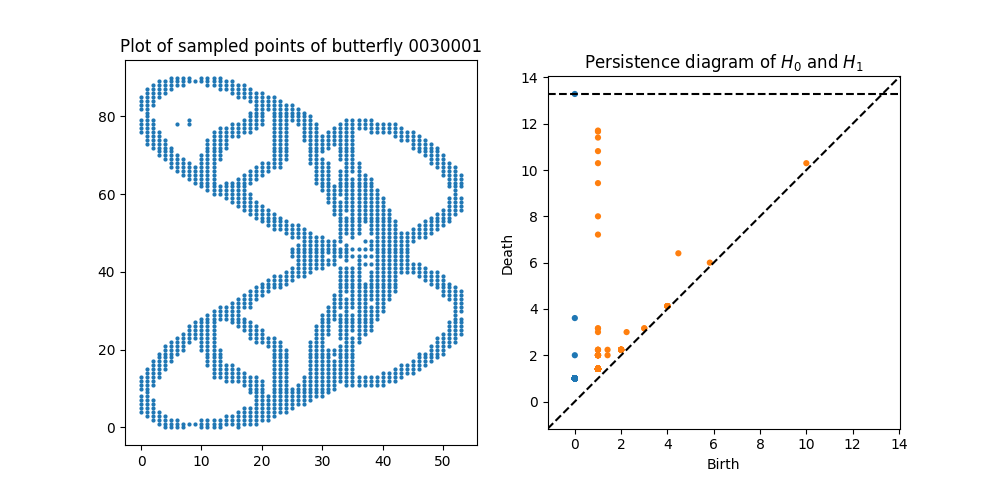 Plot of sampled points of butterfly 0030001
80
60
40
20
0
0 10 20 30 40 50
Persistence diagram of H₀ and H₁
14
12
10
8
6
4
2
0
Death
0 2 4 6 8 10 12 14
Birth